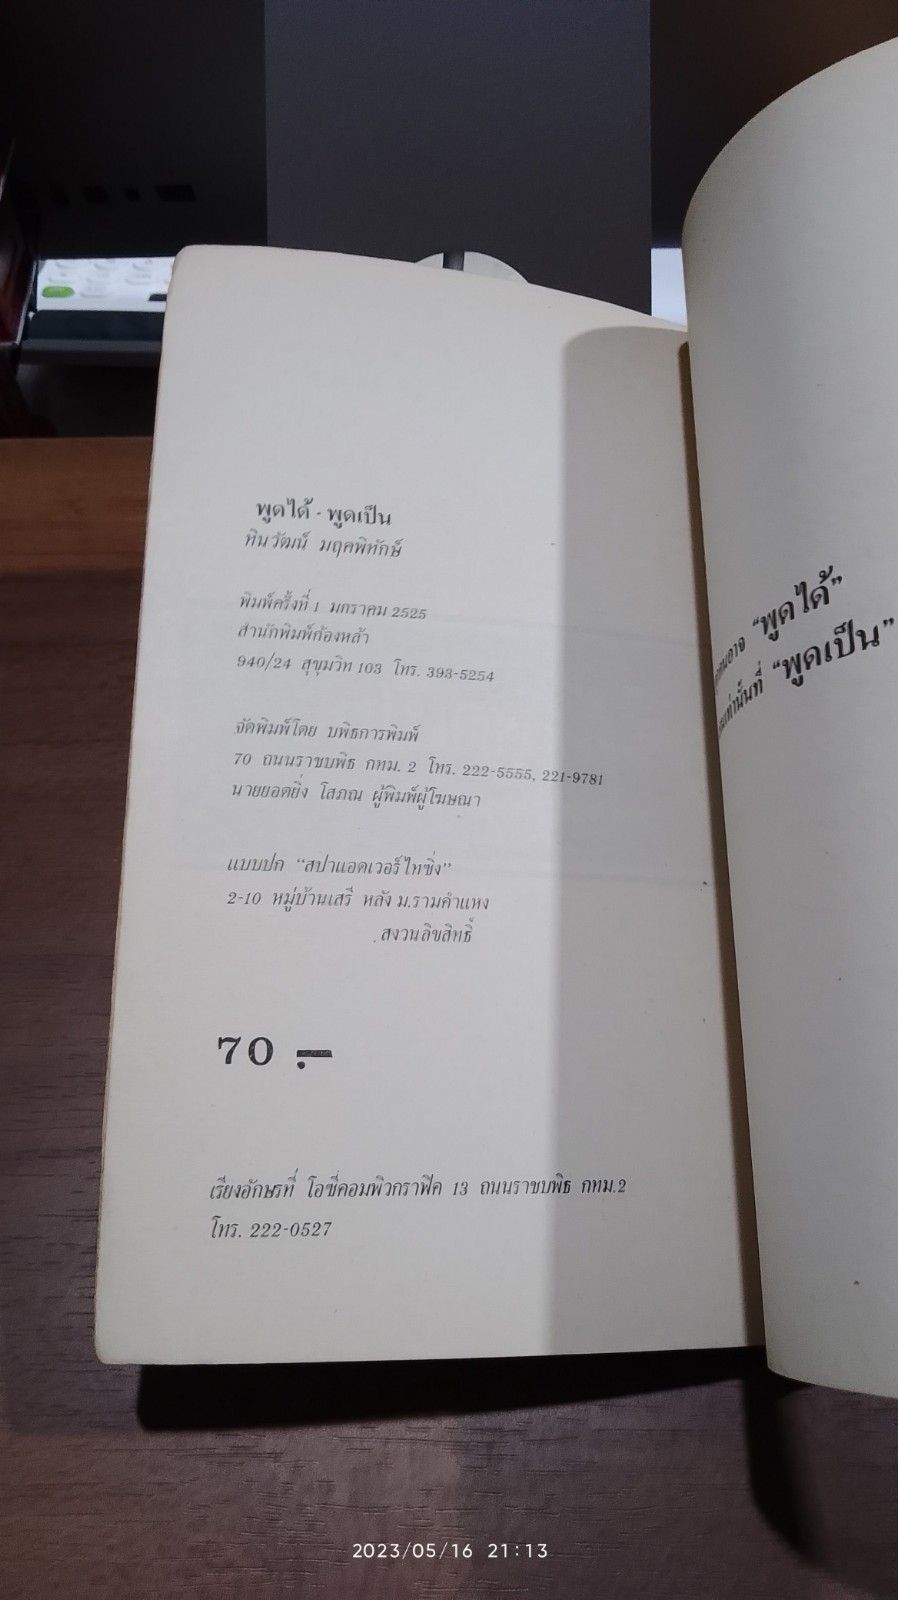 พูดได้ - พูดเป็น
ทินวัฒน์ มฤคพิทักษ์
พิมพ์ครั้งที่ 1 มกราคม 2525
สำนักพิมพ์ก้องหล้า
940/24 สุขุมวิท 103 โทร. 393-5254
จัดพิมพ์โดย บพิธการพิมพ์
70 ถนนราชบพิธ กทม. 2 โทร. 222-5555, 221-9781
นายยอดยิ่ง โสภณ ผู้พิมพ์ผู้โฆษณา
แบบปก “สปาแอดเวอร์ไทซิ่ง”
2-10 หมู่บ้านเสรี หลัง ม.รามคำแหง
สงวนลิขสิทธิ์
70 .-
เรียงอักษรที่ โอซี่คอมพิวกราฟิค 13 ถนนราชบพิธ กทม.2
โทร. 222-0527
“พูดได้”
“พูดเป็น”
2023/05/16 21:13